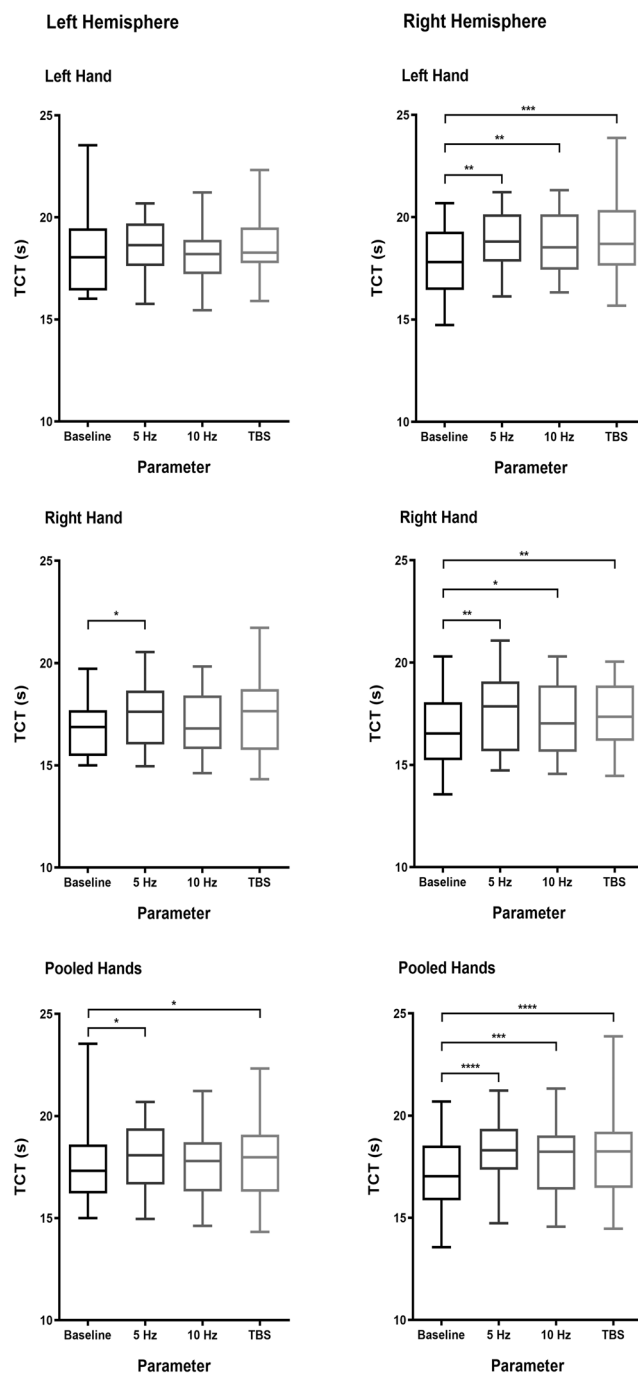 Left Hemisphere
Right Hemisphere
Left Hand
25
20
15
10
TCT (s)
Baseline 5 Hz 10 Hz TBS
Parameter
Left Hand
***
**
**
25
20
15
10
TCT (s)
Baseline 5 Hz 10 Hz TBS
Parameter
Right Hand
*
25
20
15
10
TCT (s)
Baseline 5 Hz 10 Hz TBS
Parameter
Right Hand
**
*
**
25
20
15
10
TCT (s)
Baseline 5 Hz 10 Hz TBS
Parameter
Pooled Hands
*
*
25
20
15
10
TCT (s)
Baseline 5 Hz 10 Hz TBS
Parameter
Pooled Hands
****
***
****
25
20
15
10
TCT (s)
Baseline 5 Hz 10 Hz TBS
Parameter